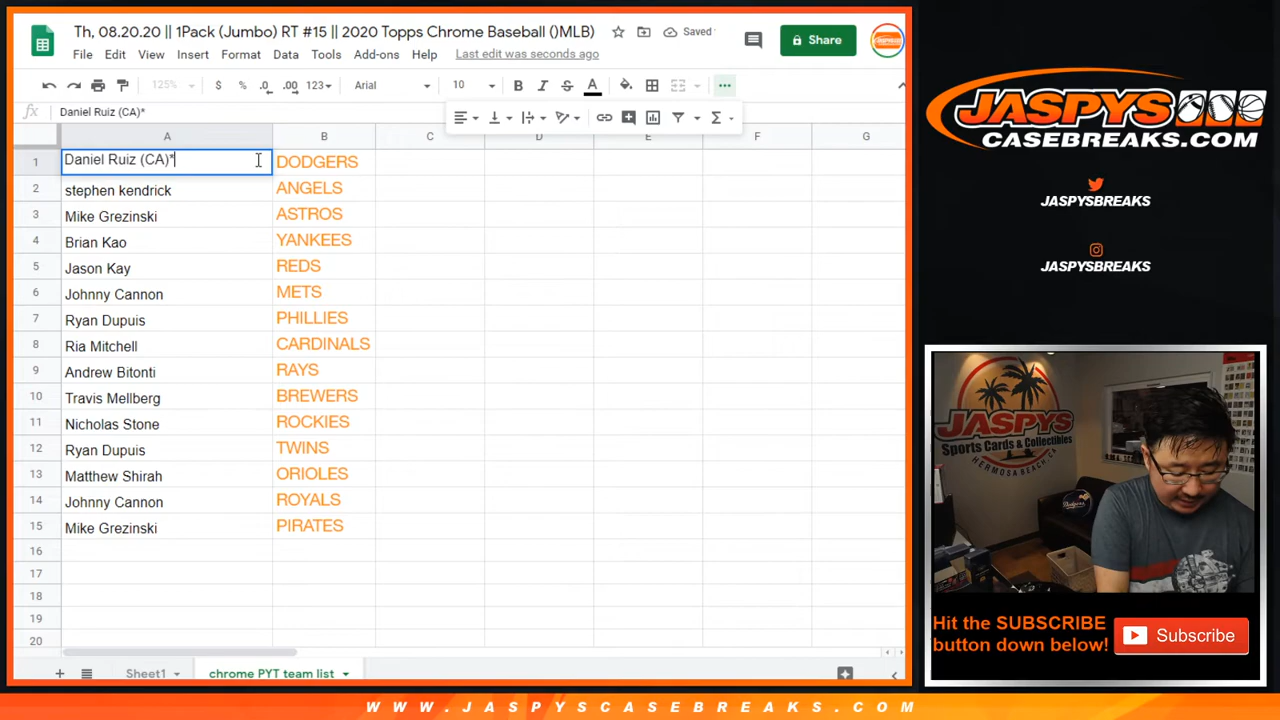 Th, 08.20.20 || 1Pack (Jumbo) RT #15 || 2020 Topps Chrome Baseball ()MLB)
Saved
Share
File Edit View Insert Format Data Tools Add-ons Help Last edit was seconds ago
125% $ % .0 .00 123 Arial 10 B I S A
fx Daniel Ruiz (CA)*
A B C D E F G
1 Daniel Ruiz (CA)* DODGERS
2 stephen kendrick ANGELS
3 Mike Grezinski ASTROS
4 Brian Kao YANKEES
5 Jason Kay REDS
6 Johnny Cannon METS
7 Ryan Dupuis PHILLIES
8 Ria Mitchell CARDINALS
9 Andrew Bitonti RAYS
10 Travis Mellberg BREWERS
11 Nicholas Stone ROCKIES
12 Ryan Dupuis TWINS
13 Matthew Shirah ORIOLES
14 Johnny Cannon ROYALS
15 Mike Grezinski PIRATES
16
17
18
19
20
Sheet1 chrome PYT team list
JASPYS
CASEBREAKS.COM
JASPYSBREAKS
JASPYSBREAKS
JASPYS
Sports Cards & Collectibles
HERMOSA BEACH, CA
Dodgers
Hit the SUBSCRIBE
button down below!
Subscribe
WWW.JASPYSCASEBREAKS.COM